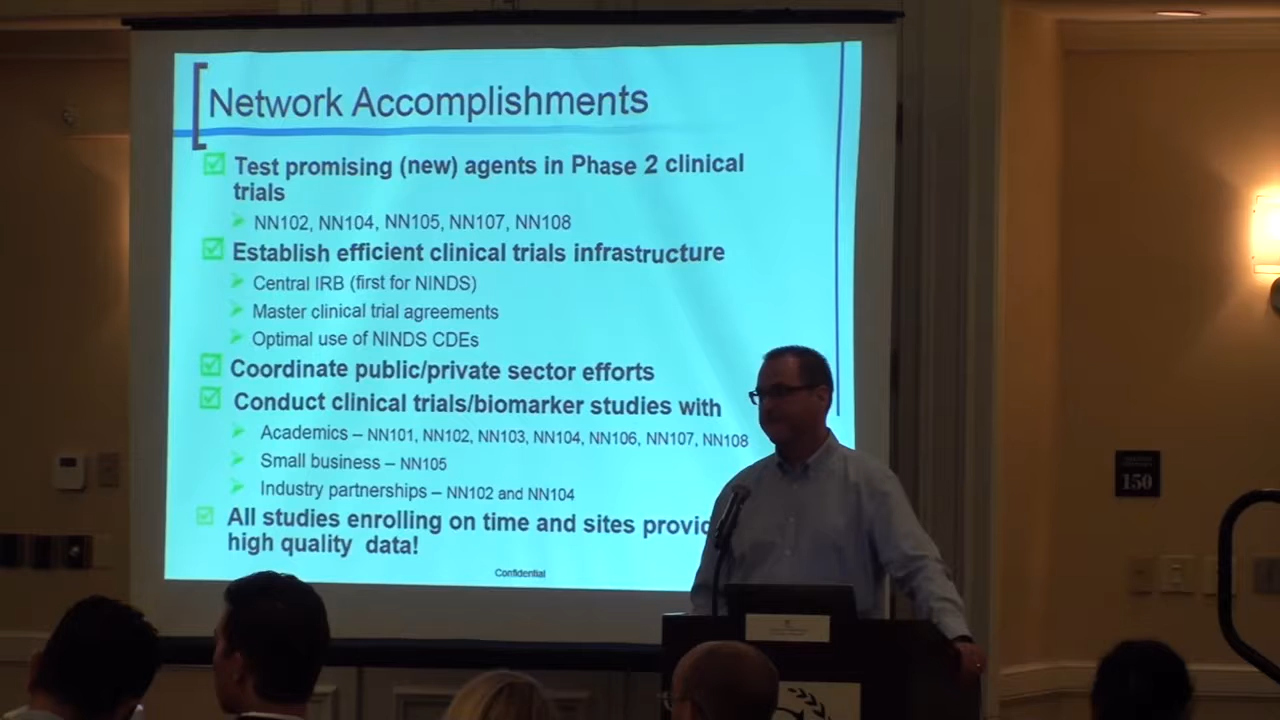 Network Accomplishments
Test promising (new) agents in Phase 2 clinical
trials
NN102, NN104, NN105, NN107, NN108
Establish efficient clinical trials infrastructure
Central IRB (first for NINDS)
Master clinical trial agreements
Optimal use of NINDS CDEs
Coordinate public/private sector efforts
Conduct clinical trials/biomarker studies with
Academics – NN101, NN102, NN103, NN104, NN106, NN107, NN108
Small business – NN105
Industry partnerships – NN102 and NN104
All studies enrolling on time and sites provid
high quality data!
Confidential
150